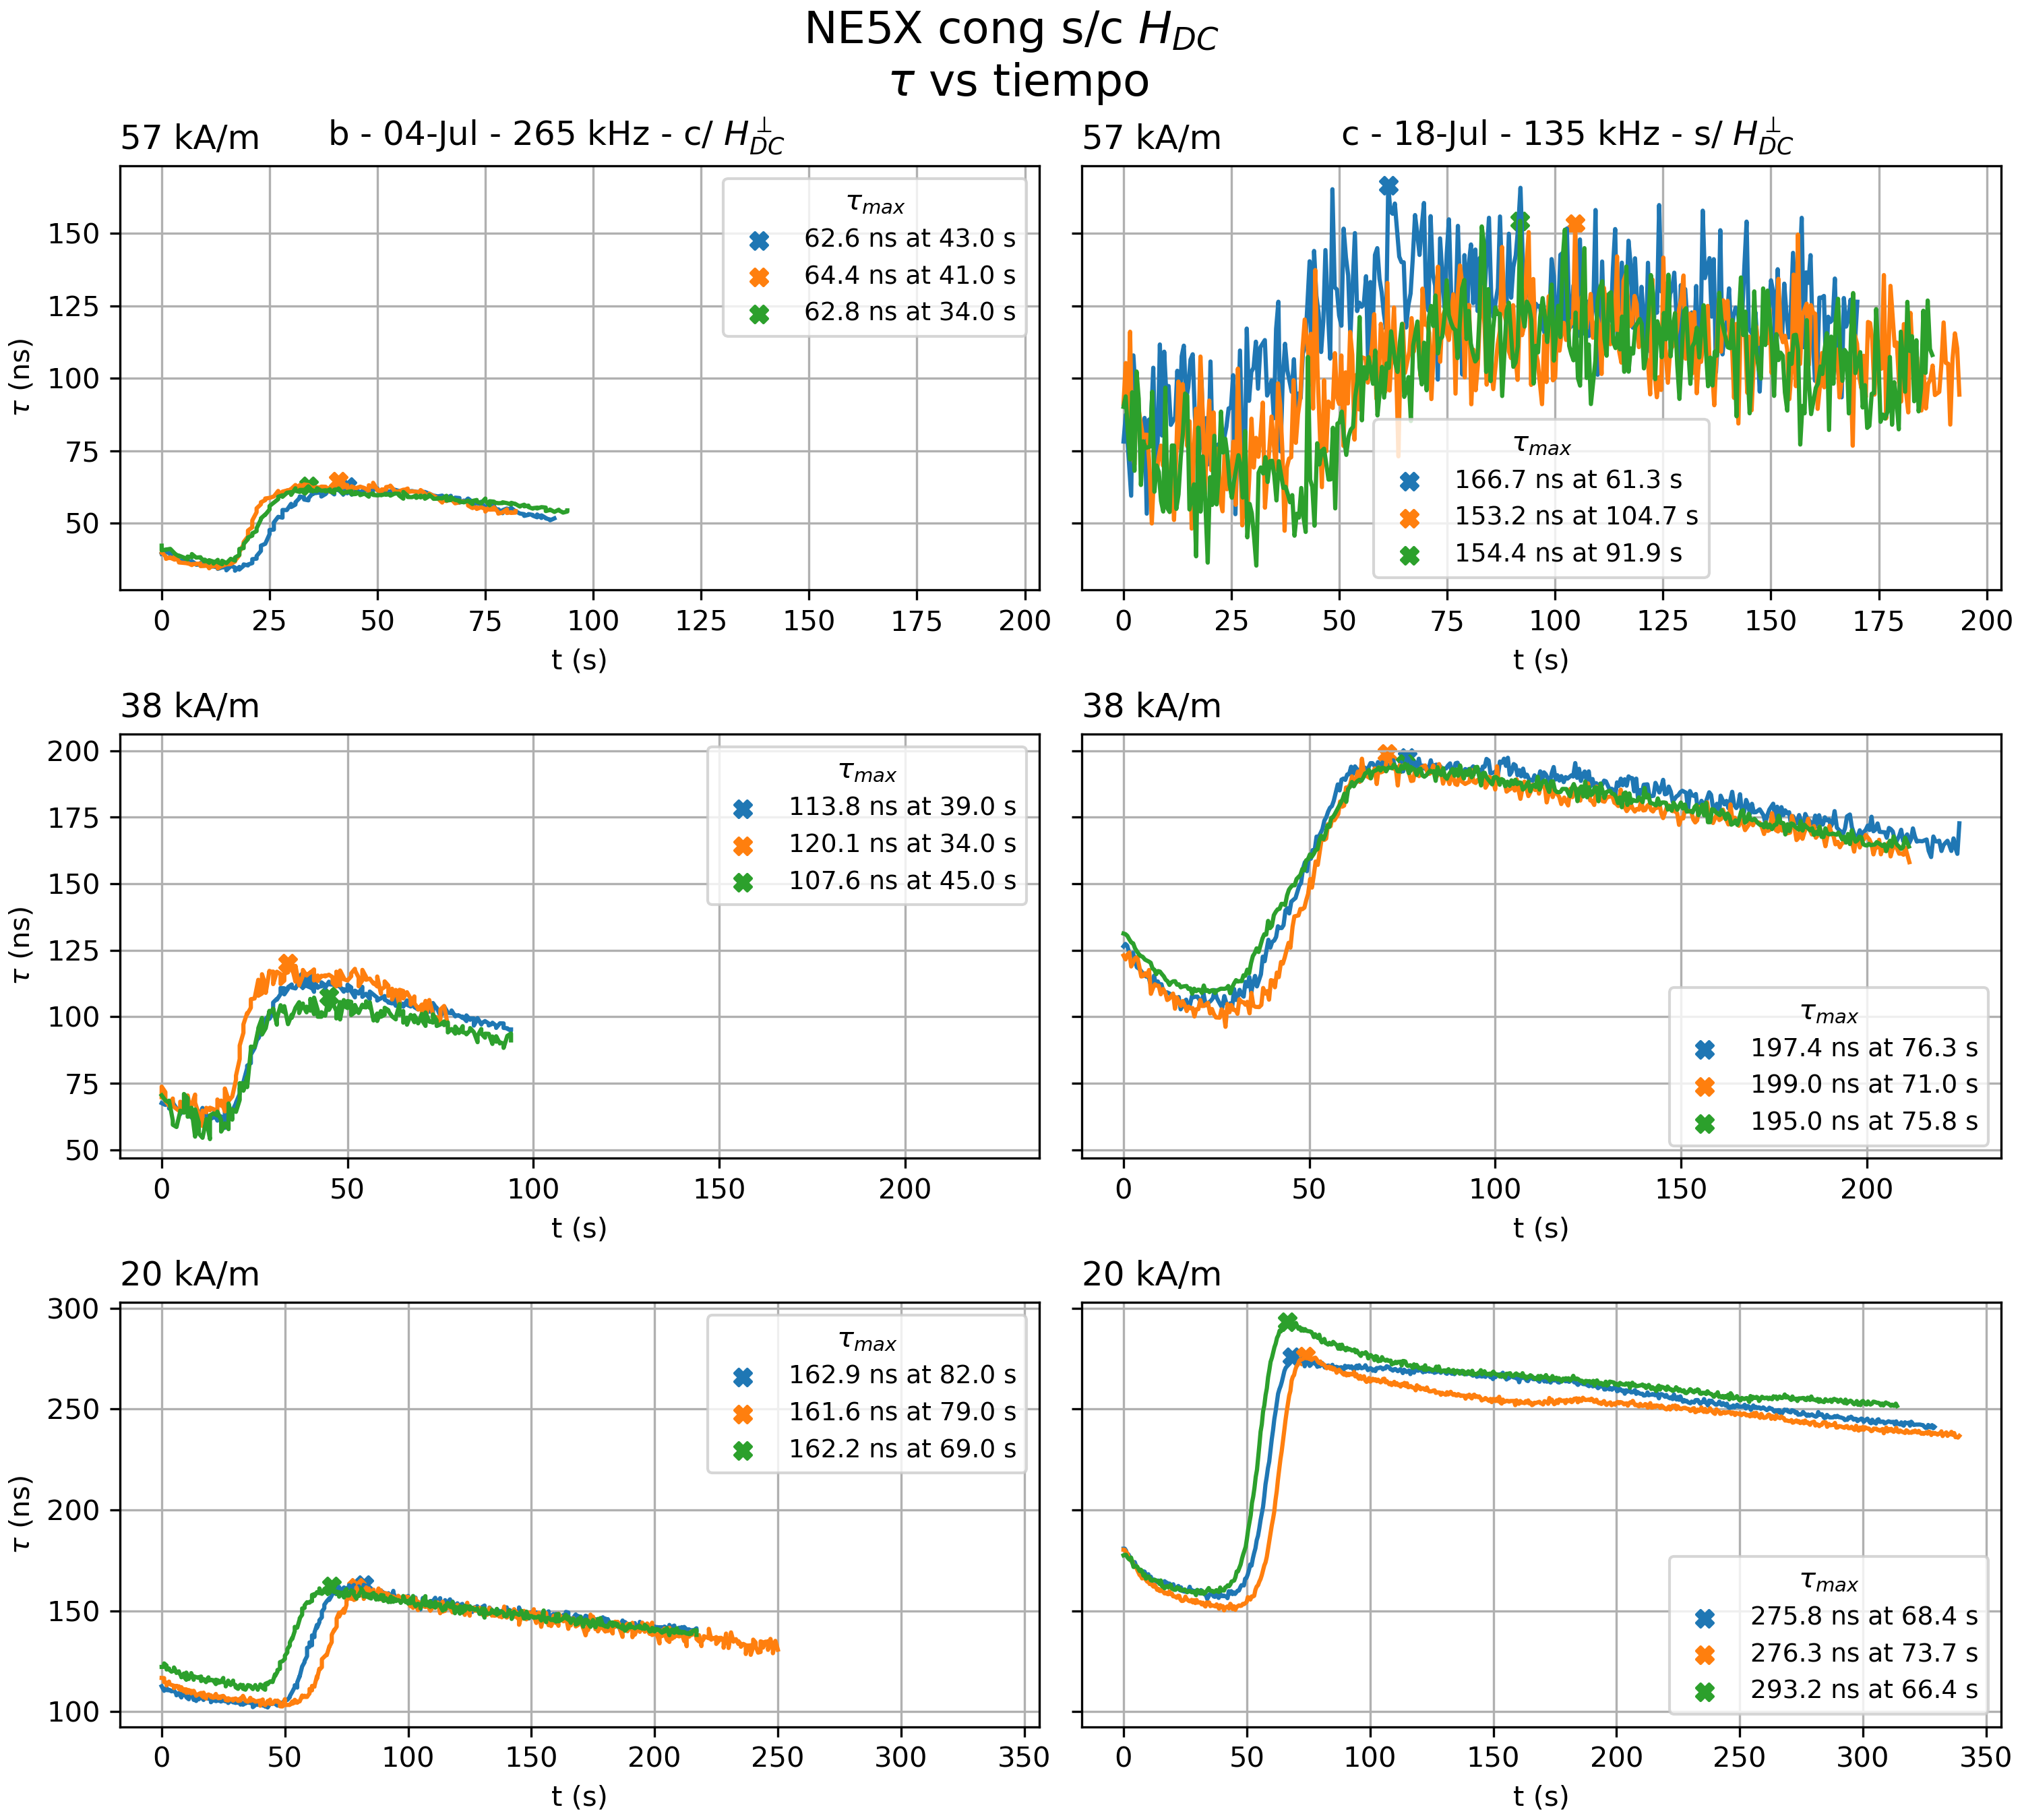 NE5X cong s/c H_DC
τ vs tiempo
57 kA/m
b - 04-Jul - 265 kHz - c/ H_DC^⊥
τ_max
62.6 ns at 43.0 s
64.4 ns at 41.0 s
62.8 ns at 34.0 s
τ (ns)
150
125
100
75
50
0 25 50 75 100 125 150 175 200
t (s)
57 kA/m
c - 18-Jul - 135 kHz - s/ H_DC^⊥
τ_max
166.7 ns at 61.3 s
153.2 ns at 104.7 s
154.4 ns at 91.9 s
0 25 50 75 100 125 150 175 200
t (s)
38 kA/m
τ_max
113.8 ns at 39.0 s
120.1 ns at 34.0 s
107.6 ns at 45.0 s
τ (ns)
200
175
150
125
100
75
50
0 50 100 150 200
t (s)
38 kA/m
τ_max
197.4 ns at 76.3 s
199.0 ns at 71.0 s
195.0 ns at 75.8 s
0 50 100 150 200
t (s)
20 kA/m
τ_max
162.9 ns at 82.0 s
161.6 ns at 79.0 s
162.2 ns at 69.0 s
τ (ns)
300
250
200
150
100
0 50 100 150 200 250 300 350
t (s)
20 kA/m
τ_max
275.8 ns at 68.4 s
276.3 ns at 73.7 s
293.2 ns at 66.4 s
0 50 100 150 200 250 300 350
t (s)